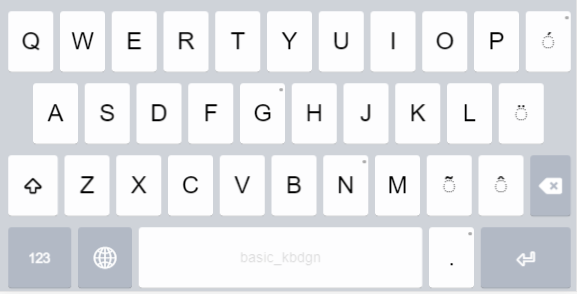 Q W E R T Y U I O P ◌́
A S D F G H J K L ◌̈
Z X C V B N M ◌̃ ◌̂
123 basic_kbdgn .